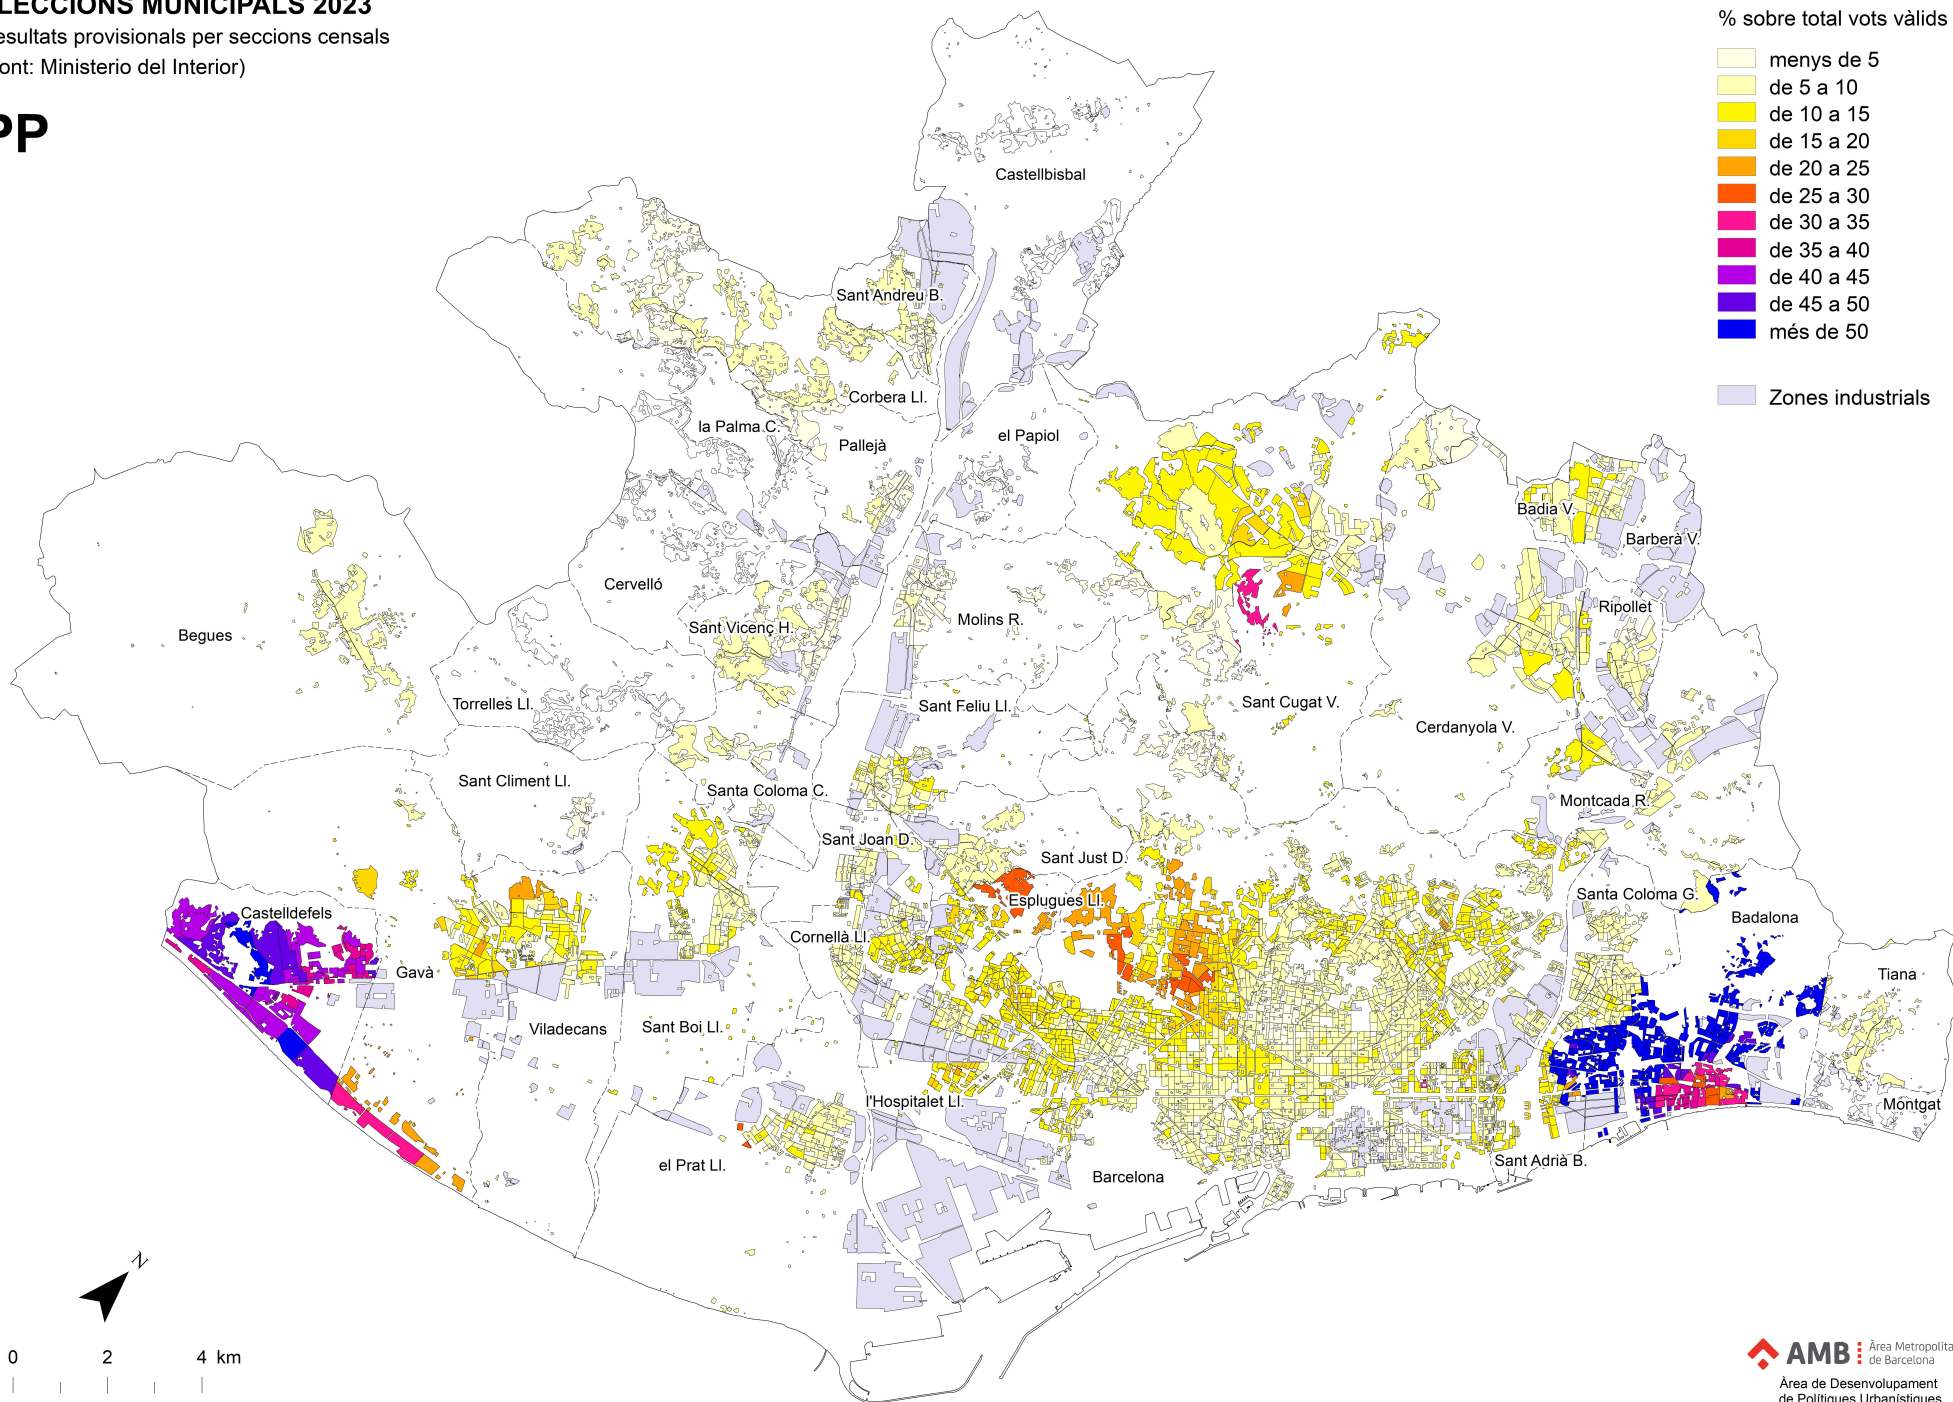 LECCIONS MUNICIPALS 2023
esultats provisionals per seccions censals
ont: Ministerio del Interior)
PP
% sobre total vots vàlids
menys de 5
de 5 a 10
de 10 a 15
de 15 a 20
de 20 a 25
de 25 a 30
de 30 a 35
de 35 a 40
de 40 a 45
de 45 a 50
més de 50
Zones industrials
Castellbisbal
Sant Andreu B.
Corbera Ll.
la Palma C.
Pallejà
el Papiol
Badia V.
Barberà V.
Cervelló
Ripollet
Begues
Sant Vicenç H.
Molins R.
Torrelles Ll.
Sant Feliu Ll.
Sant Cugat V.
Cerdanyola V.
Sant Climent Ll.
Santa Coloma C.
Montcada R.
Sant Joan D.
Sant Just D.
Esplugues Ll.
Santa Coloma G.
Castelldefels
Badalona
Cornellà Ll.
Gavà
Tiana
Viladecans
Sant Boi Ll.
l'Hospitalet Ll.
Montgat
el Prat Ll.
Barcelona
Sant Adrià B.
N
0 2 4 km
AMB
Àrea Metropolita
de Barcelona
Àrea de Desenvolupament
de Polítiques Urbanístiques